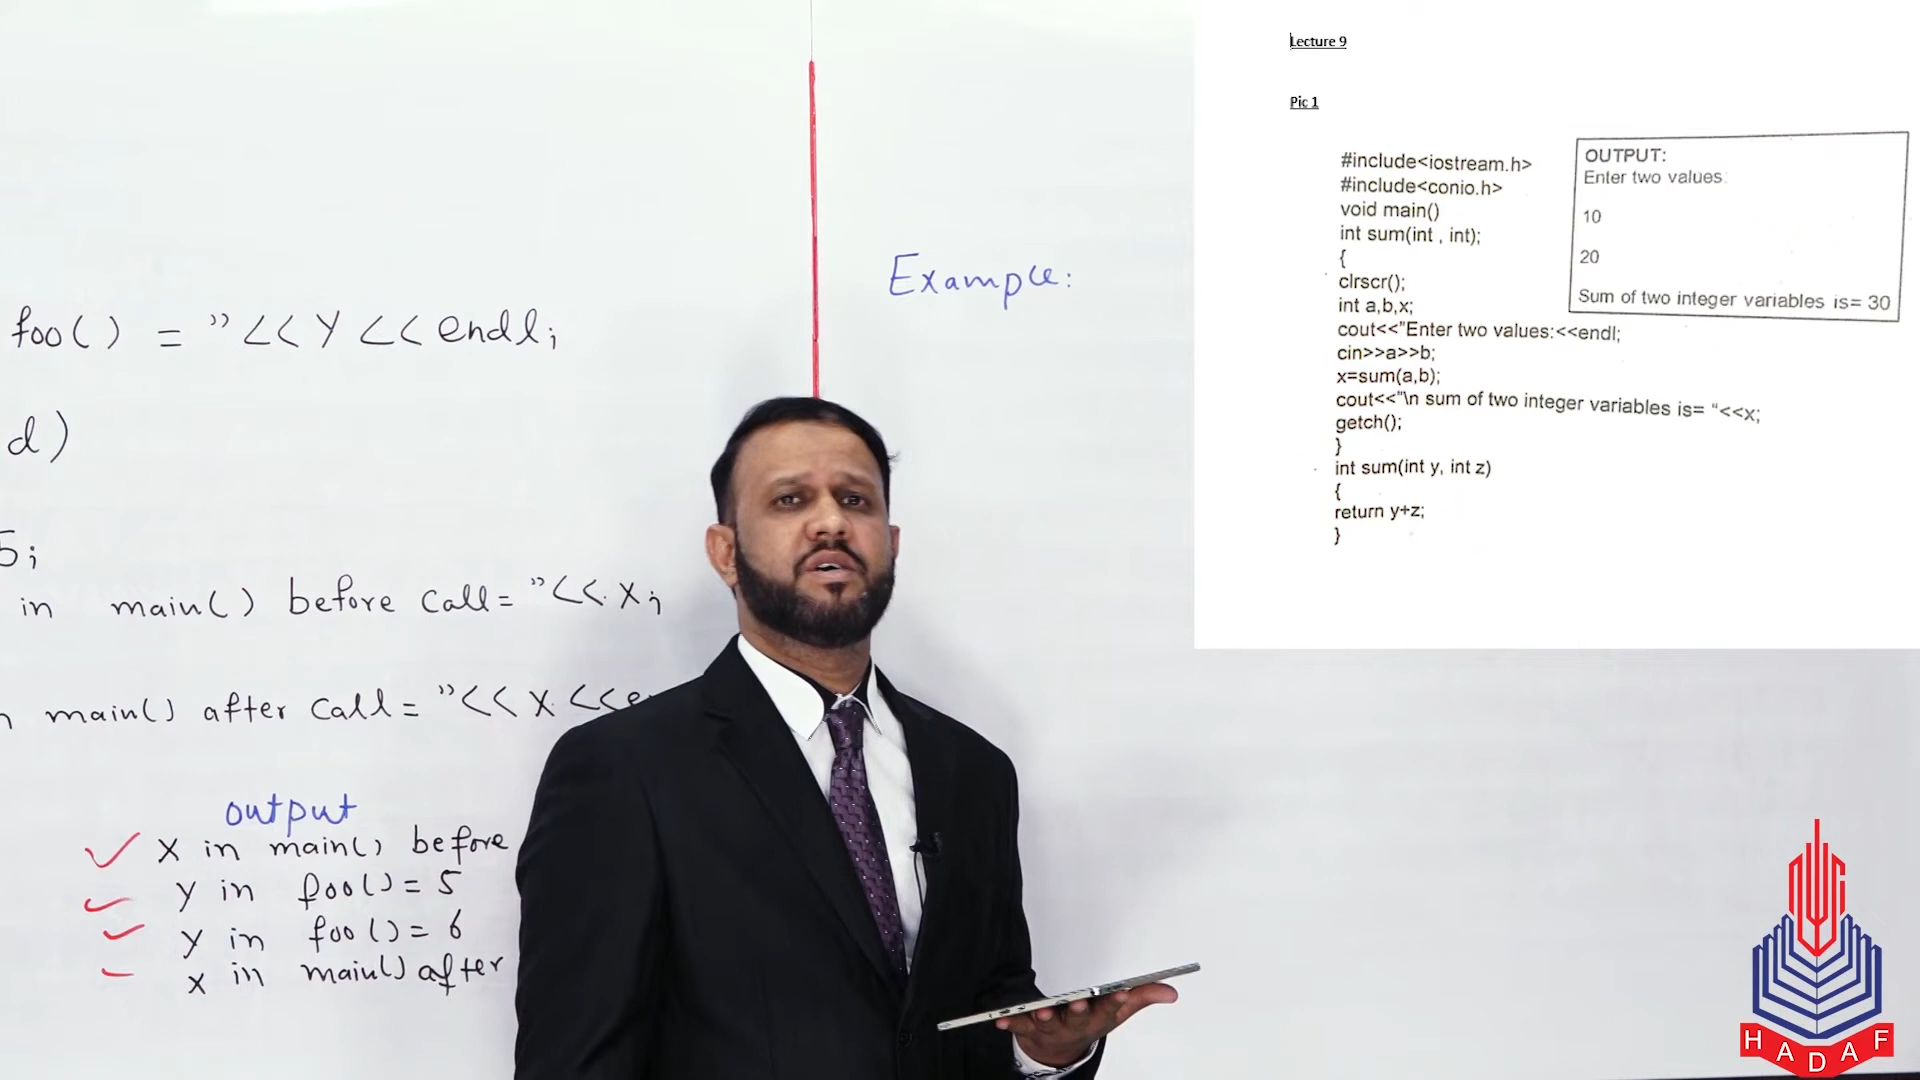 foo() = "<<Y<<endl;
d)
5;
in main() before call= "<<x;
main() after call= "<<x<<e
output
x in main() before
y in foo()= 5
y in foo()= 6
x in main() after
Example:
Lecture 9
Pic 1
#include<iostream.h>
#include<conio.h>
void main()
int sum(int , int);
{
clrscr();
int a,b,x;
cout<<"Enter two values:<<endl;
cin>>a>>b;
x=sum(a,b);
cout<<"\n sum of two integer variables is= "<<x;
getch();
}
int sum(int y, int z)
{
return y+z;
}
OUTPUT:
Enter two values:
10
20
Sum of two integer variables is= 30
HADAF